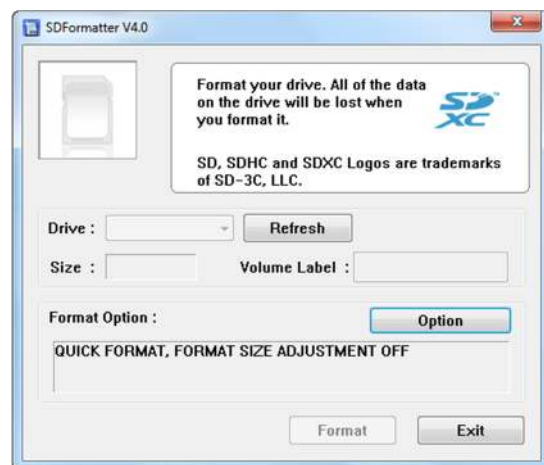 SDFormatter V4.0
Format your drive. All of the data
on the drive will be lost when
you format it.
SD XC
SD, SDHC and SDXC Logos are trademarks
of SD-3C, LLC.
Drive :
Refresh
Size :
Volume Label :
Format Option :
Option
QUICK FORMAT, FORMAT SIZE ADJUSTMENT OFF
Format
Exit